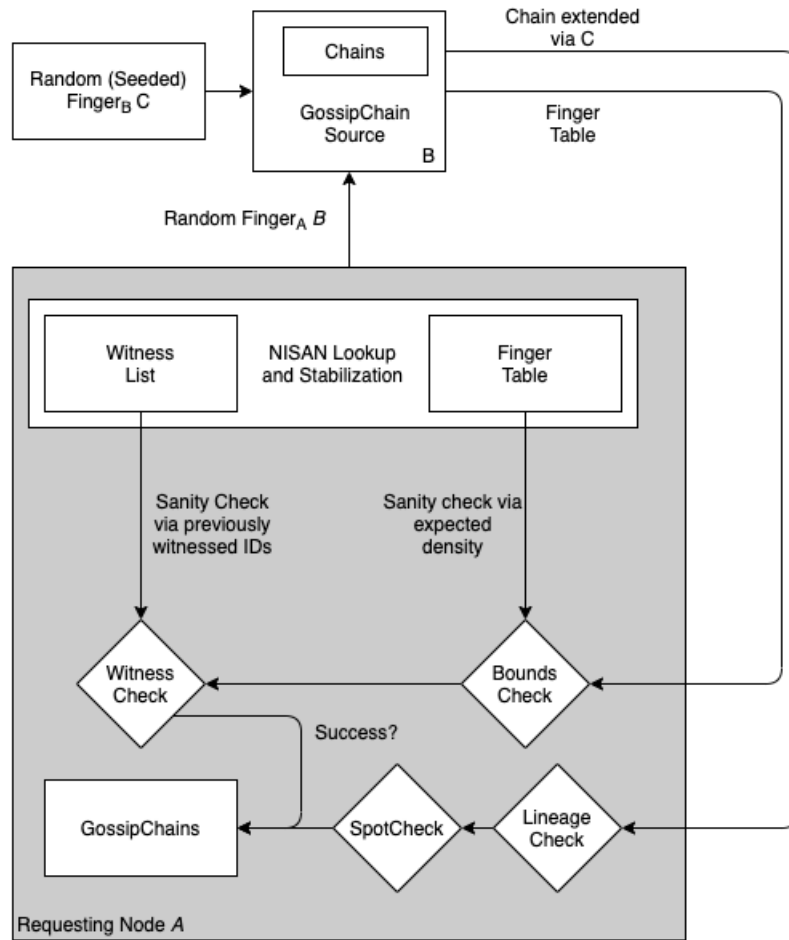 Chain extended
via C
Chains
Random (Seeded)
Finger_B C
GossipChain
Source
B
Finger
Table
Random Finger_A B
Witness
List
NISAN Lookup
and Stabilization
Finger
Table
Sanity Check
via previously
witnessed IDs
Sanity check via
expected
density
Witness
Check
Bounds
Check
Success?
GossipChains
SpotCheck
Lineage
Check
Requesting Node A